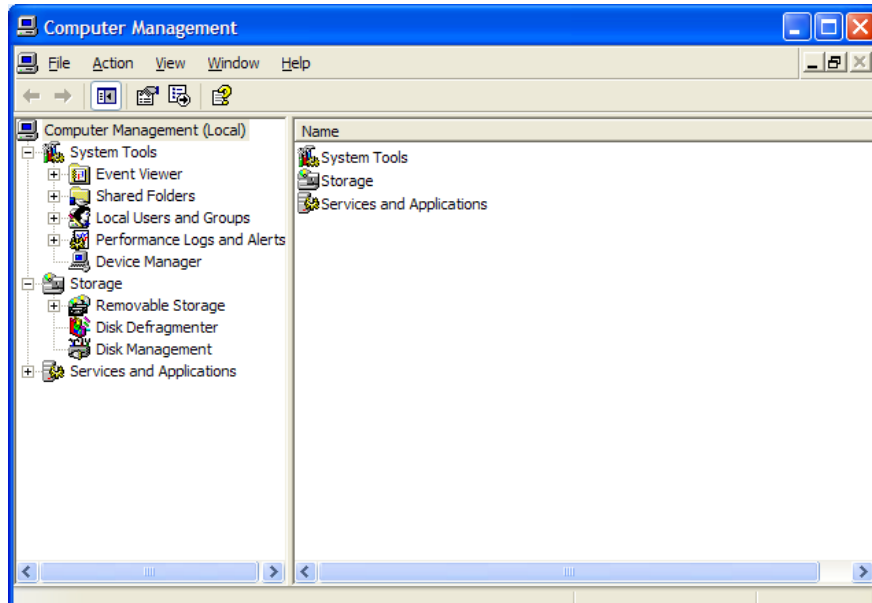 Computer Management
File Action View Window Help
Computer Management (Local)
System Tools
Event Viewer
Shared Folders
Local Users and Groups
Performance Logs and Alerts
Device Manager
Storage
Removable Storage
Disk Defragmenter
Disk Management
Services and Applications
Name
System Tools
Storage
Services and Applications